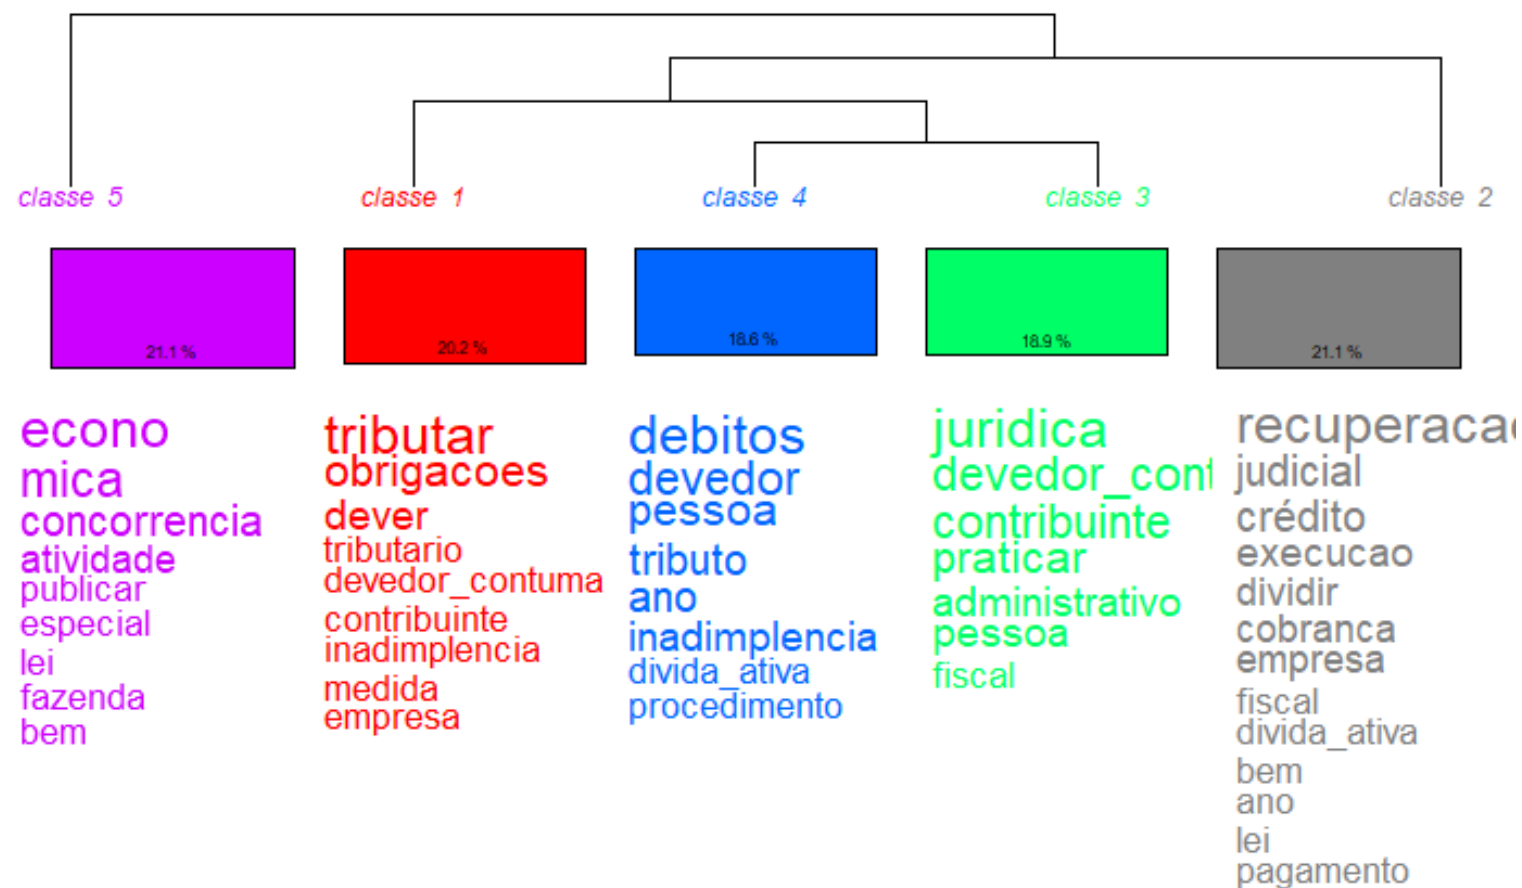 classe 5
classe 1
classe 4
classe 3
classe 2
21.1 %
20.2 %
18.6 %
18.9 %
21.1 %
econo
mica
concorrencia
atividade
publicar
especial
lei
fazenda
bem
tributar
obrigacoes
dever
tributario
devedor_contuma
contribuinte
inadimplencia
medida
empresa
debitos
devedor
pessoa
tributo
ano
inadimplencia
divida_ativa
procedimento
juridica
devedor_cont
contribuinte
praticar
administrativo
pessoa
fiscal
recuperacao
judicial
crédito
execucao
dividir
cobranca
empresa
fiscal
divida_ativa
bem
ano
lei
pagamento